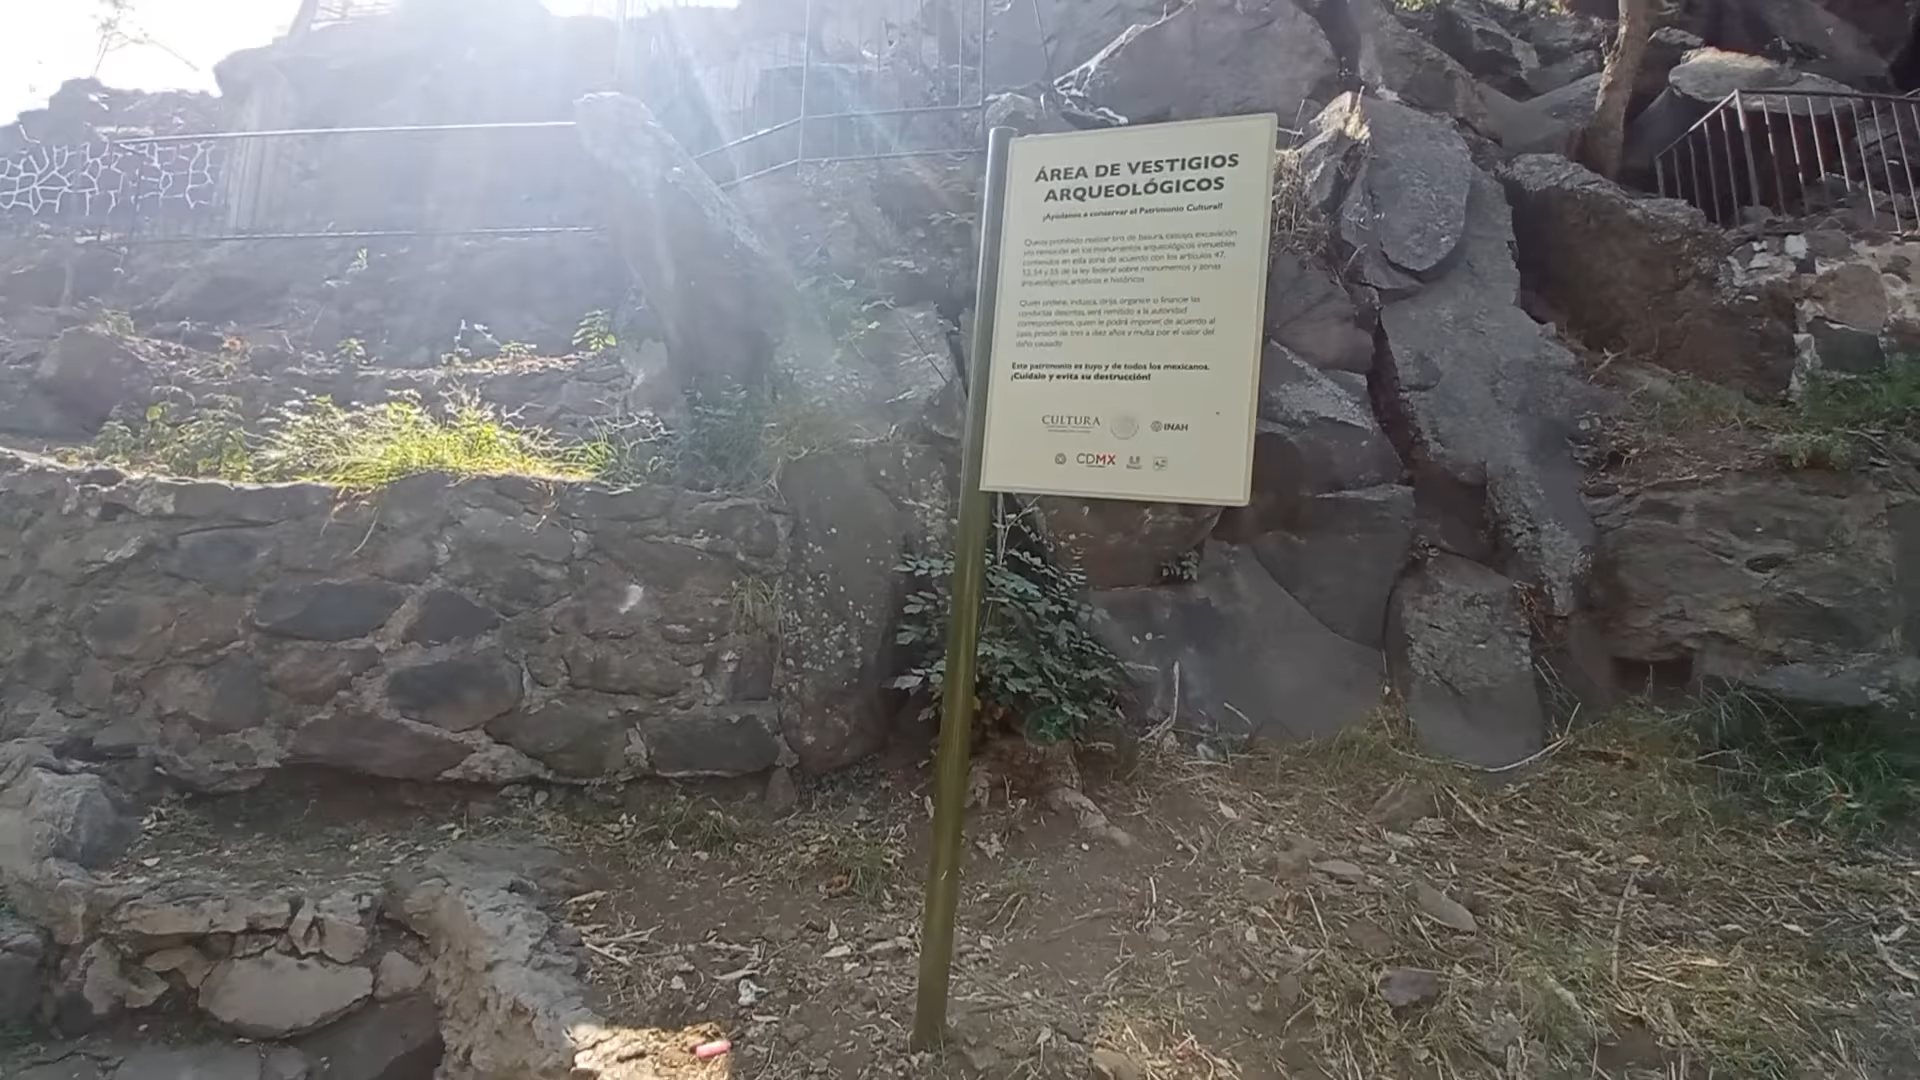 ÁREA DE VESTIGIOS
ARQUEOLÓGICOS
¡Ayúdanos a conservar el Patrimonio Cultural!
Queda prohibido realizar tiro de basura, cascajo, excavación
y/o remoción en los monumentos arqueológicos inmuebles
contenidos en esta zona de acuerdo con los artículos 47,
52, 54 y 55 de la ley federal sobre monumentos y zonas
arqueológicos, artísticos e históricos
Quien ordene, induzca, dirija, organice o financie las
conductas descritas, será remitido a la autoridad
correspondiente, quien le podrá imponer, de acuerdo al
caso, prisión de tres a diez años y multa por el valor del
daño causado
Este patrimonio es tuyo y de todos los mexicanos.
¡Cuídalo y evita su destrucción!
CULTURA INAH
CDMX